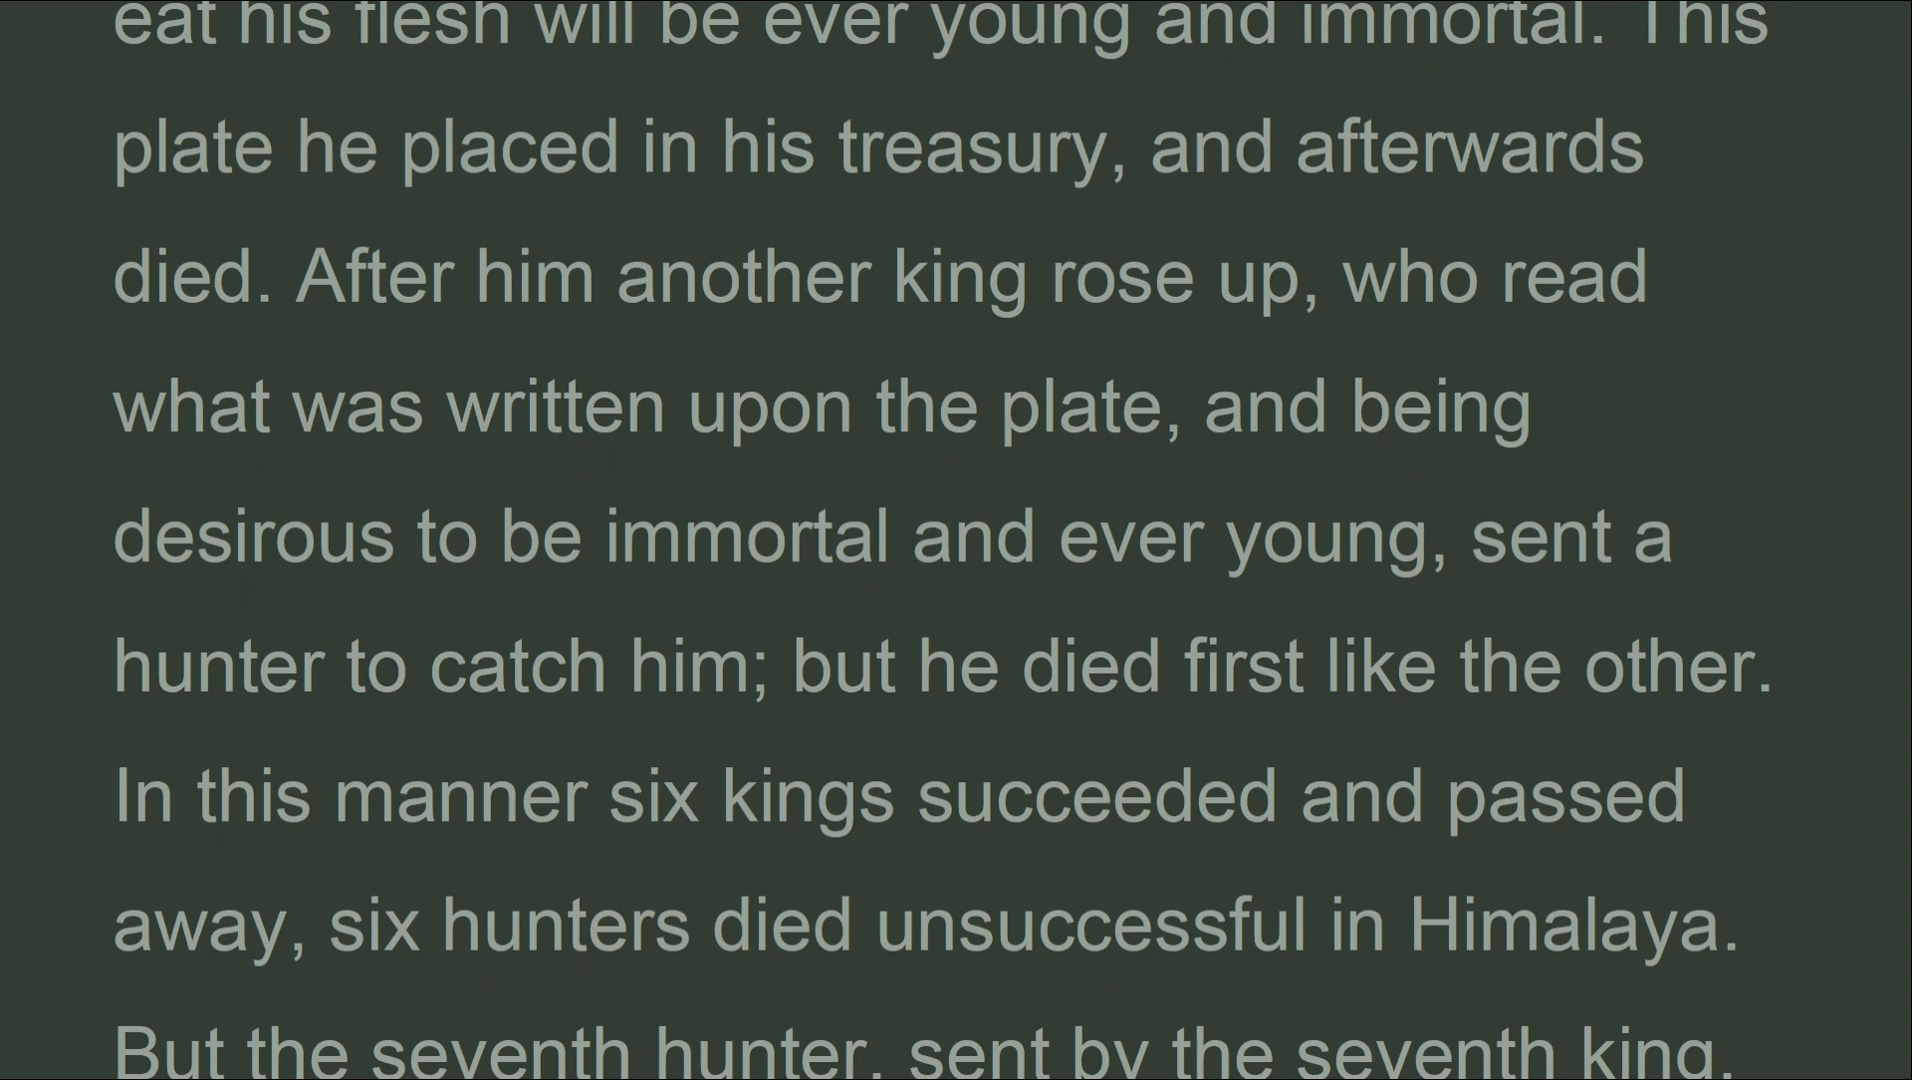 eat his flesh will be ever young and immortal. This
plate he placed in his treasury, and afterwards
died. After him another king rose up, who read
what was written upon the plate, and being
desirous to be immortal and ever young, sent a
hunter to catch him; but he died first like the other.
In this manner six kings succeeded and passed
away, six hunters died unsuccessful in Himalaya.
But the seventh hunter, sent by the seventh king,